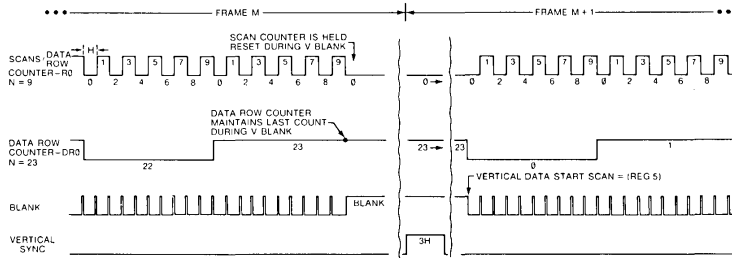 ••• FRAME M FRAME M + 1 ••
SCAN COUNTER IS HELD
RESET DURING V BLANK
H
SCANS/DATA
ROW
COUNTER-R0
N = 9
1 3 5 7 9 1 3 5 7 9
0 2 4 6 8 0 2 4 6 8 0
0
1 3 5 7 9 1 3 5 7 9
0 2 4 6 8 0 2 4 6 8
DATA ROW COUNTER
MAINTAINS LAST COUNT
DURING V BLANK
DATA ROW
COUNTER-DR0
N = 23
22 23 23 23 0 1
VERTICAL DATA START SCAN = (REG 5)
BLANK
BLANK
VERTICAL
SYNC
3H